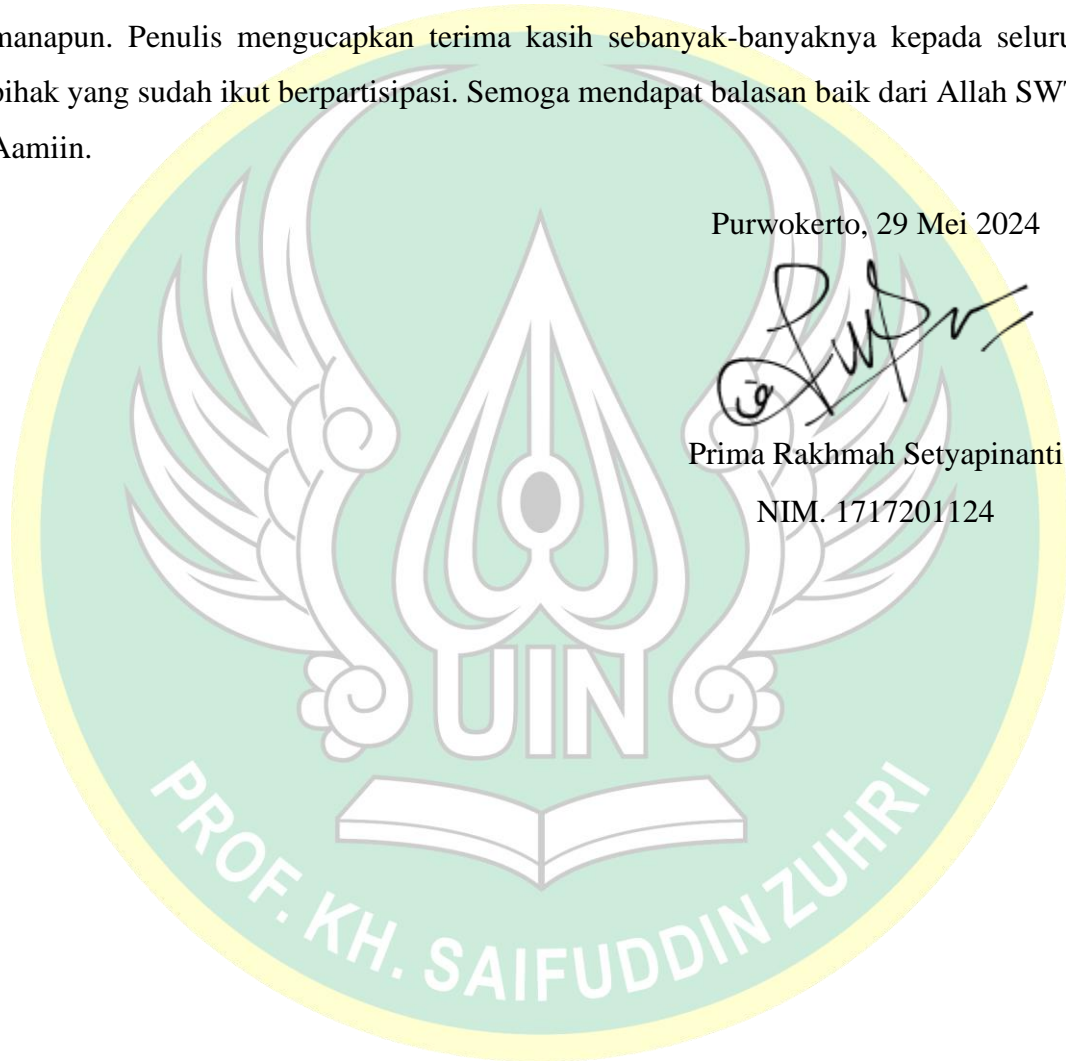 manapun. Penulis mengucapkan terima kasih sebanyak-banyaknya kepada seluru
pihak yang sudah ikut berpartisipasi. Semoga mendapat balasan baik dari Allah SWT
Aamiin.
Purwokerto, 29 Mei 2024
Prima Rakhmah Setyapinanti
NIM. 1717201124
UIN
PROF. KH. SAIFUDDIN ZUHRI